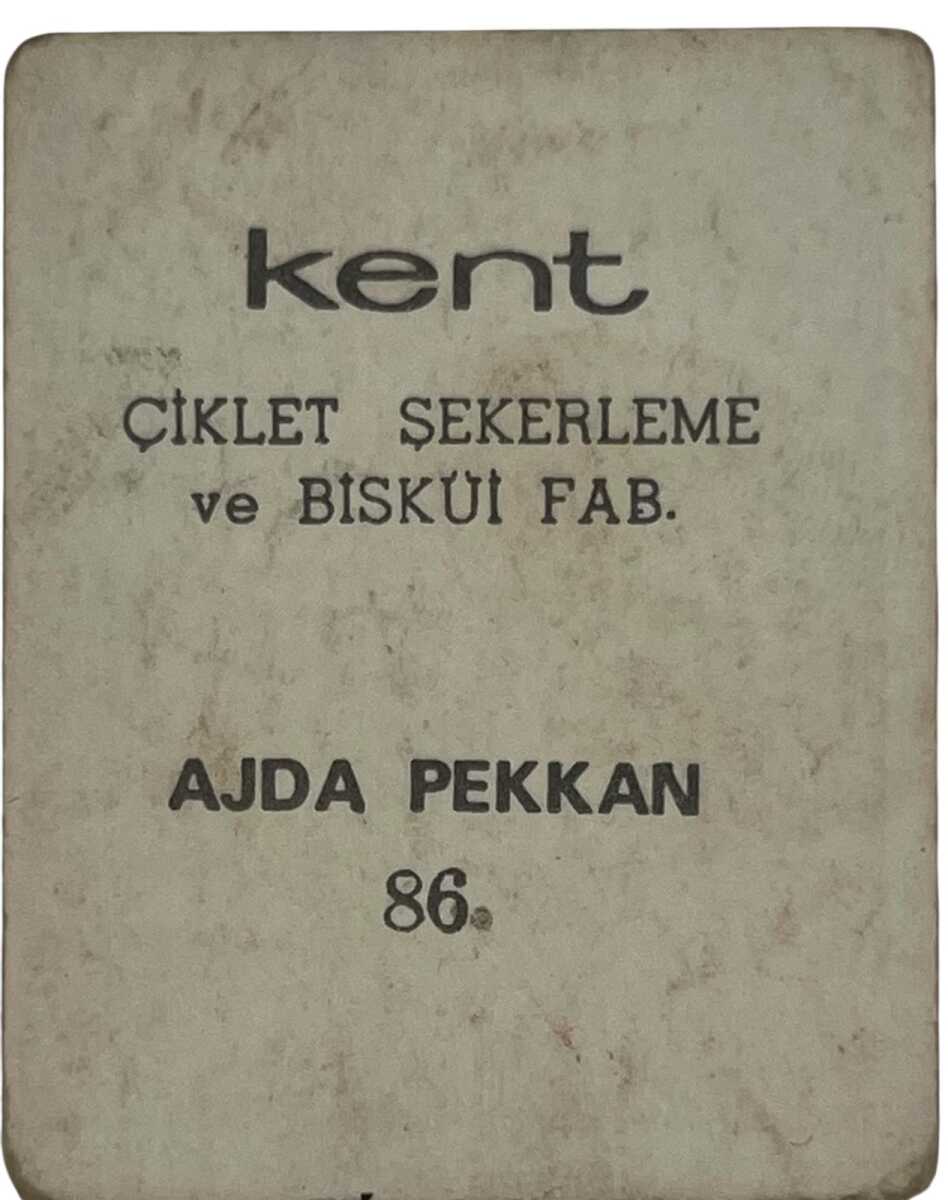 kent
ÇİKLET ŞEKERLEME
ve BİSKÜİ FAB.
AJDA PEKKAN
86.